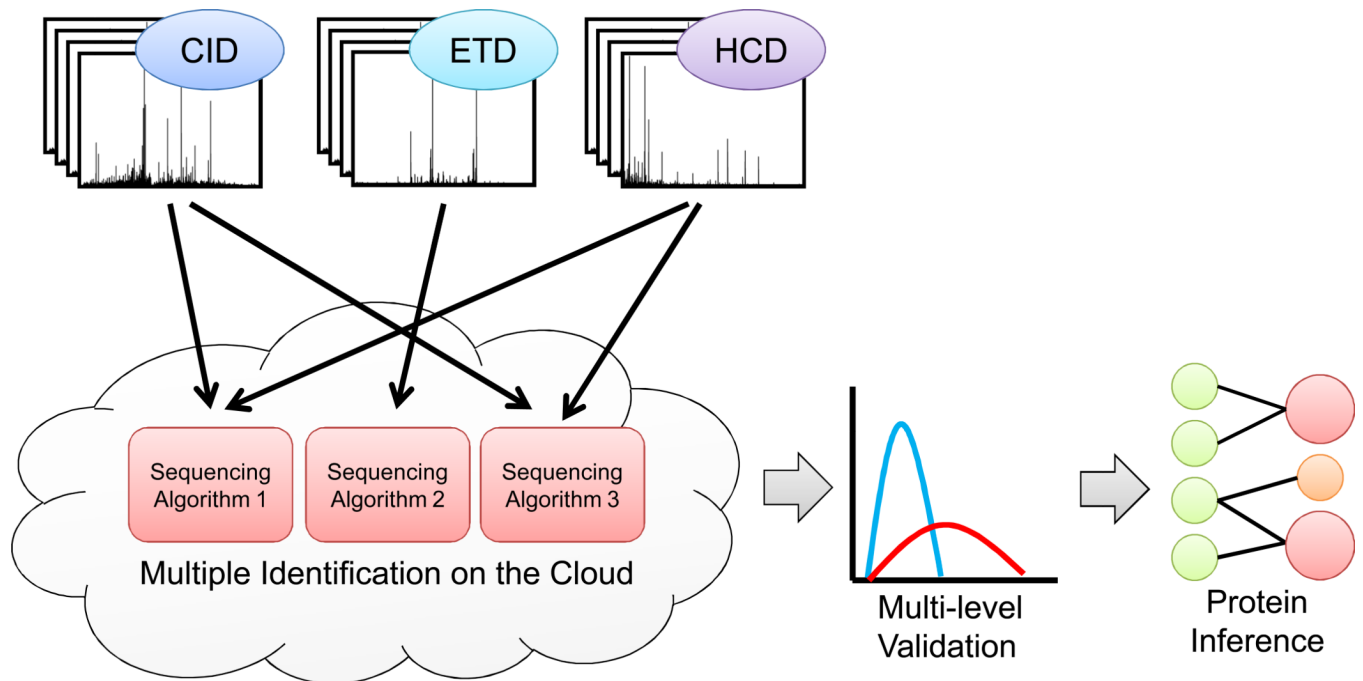 CID
ETD
HCD
Sequencing
Algorithm 1
Sequencing
Algorithm 2
Sequencing
Algorithm 3
Multiple Identification on the Cloud
Multi-level
Validation
Protein
Inference